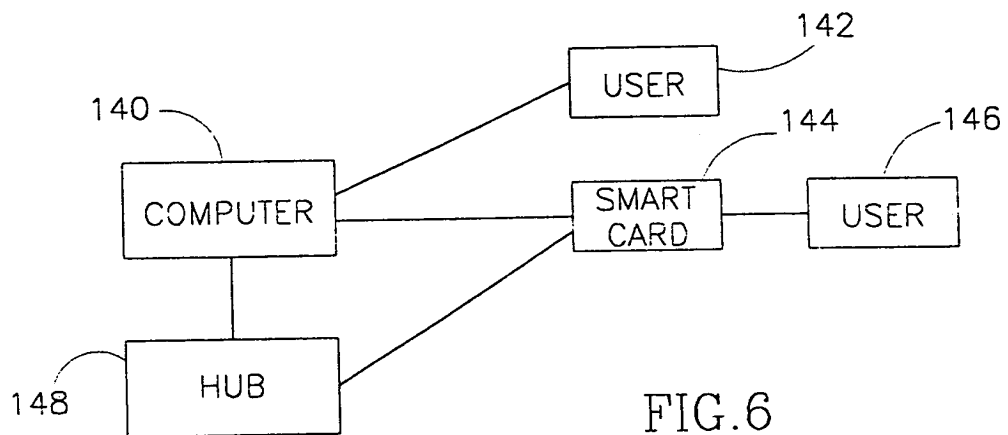 142
USER
140
144
146
COMPUTER
SMART
CARD
USER
148
HUB
FIG.6